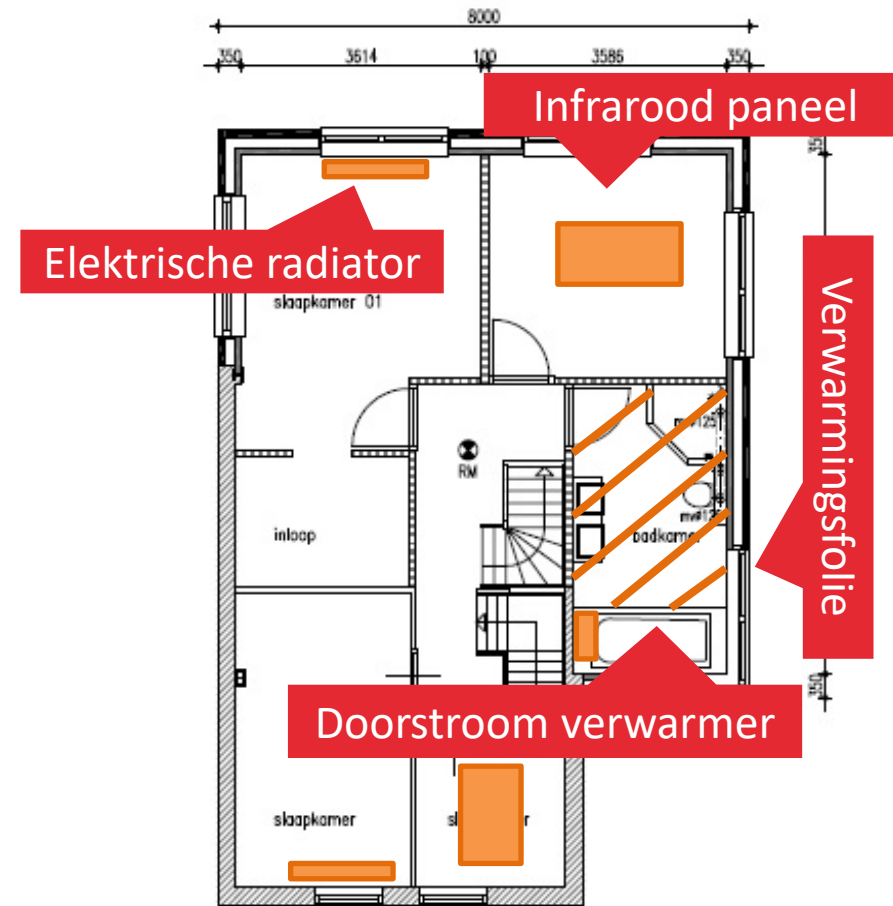 8000
350 3614 100 3586 350
Infrarood paneel
Elektrische radiator
slaapkamer 01
Verwarmingsfolie
RM
inloop
badkamer
350
Doorstroom verwarmer
slaapkamer